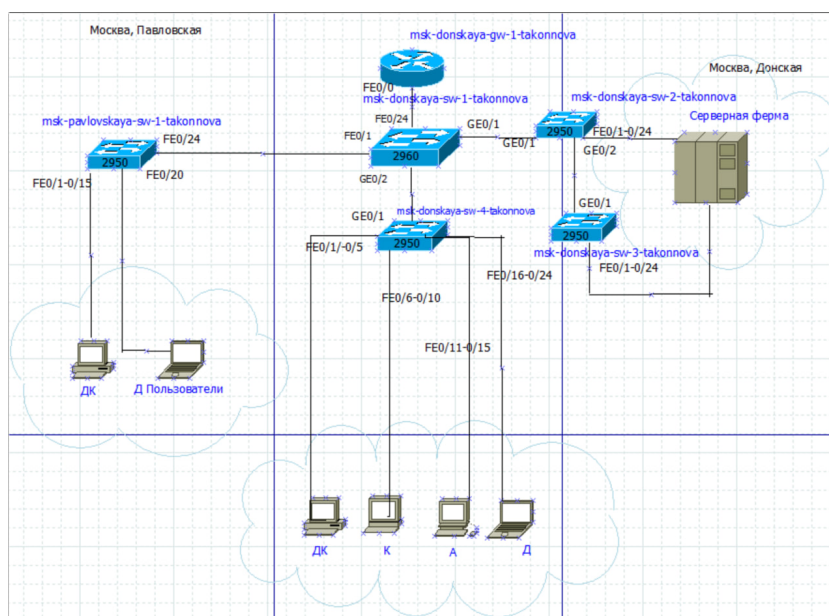 Москва, Павловская
msk-donskaya-gw-1-takonnova
Москва, Донская
FE0/0
msk-donskaya-sw-1-takonnova
msk-donskaya-sw-2-takonnova
msk-pavlovskaya-sw-1-takonnova
FE0/24
Серверная ферма
FE0/24
FE0/1
GE0/1
2950
FE0/1-0/24
2950
2960
GE0/1
GE0/2
FE0/20
FE0/1-0/15
GE0/2
GE0/1
msk-donskaya-sw-4-takonnova
GE0/1
2950
2950
FE0/1/-0/5
msk-donskaya-sw-3-takonnova
FE0/16-0/24
FE0/1-0/24
FE0/6-0/10
FE0/11-0/15
ДК
Д Пользователи
ДК
К
А
Д